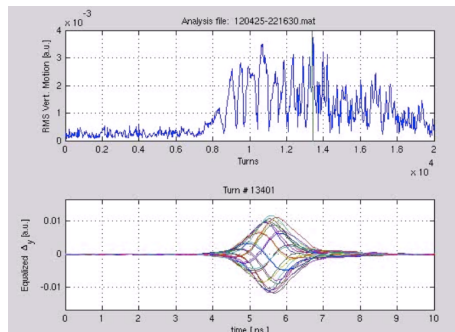 Analysis file: 120425-221630.mat
x 10⁻³
RMS Vert. Motion [a.u.]
4
3
2
1
0
0 0.2 0.4 0.6 0.8 1 1.2 1.4 1.6 1.8 2
Turns
x 10⁴
Turn # 13401
Equalized Δy [a.u.]
0.01
0
-0.01
0 1 2 3 4 5 6 7 8 9 10
time [ns]